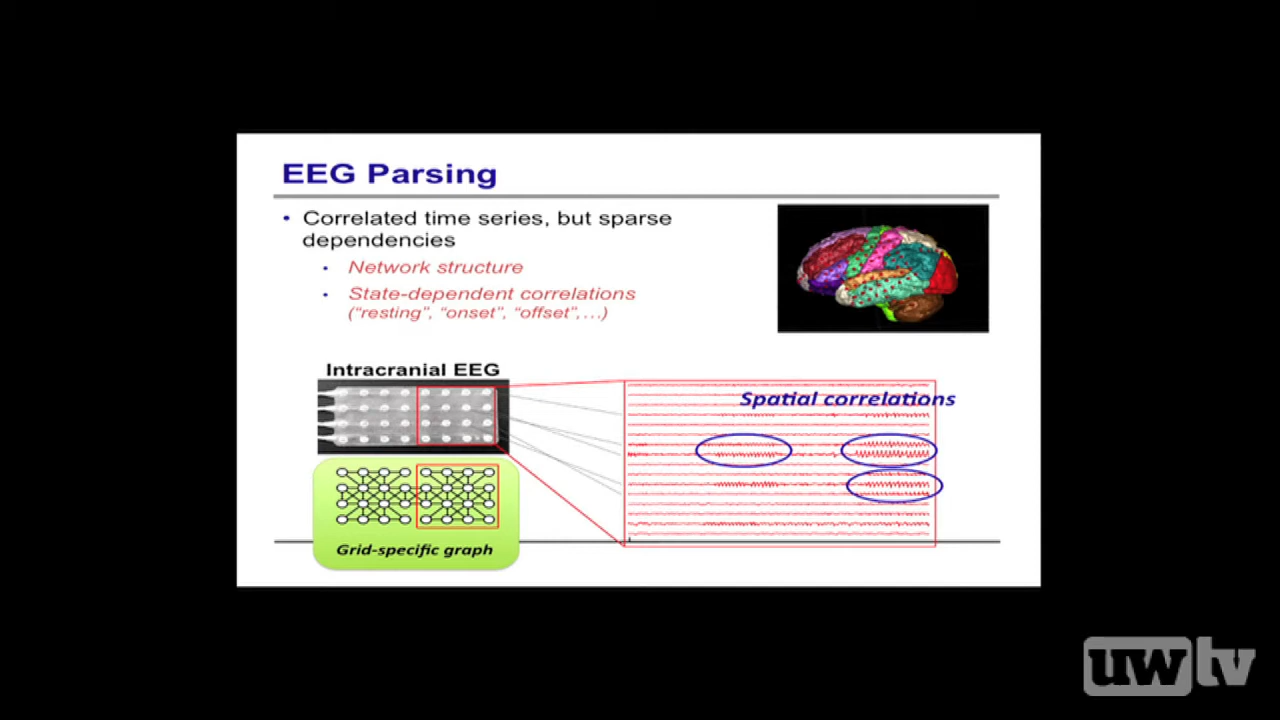 EEG Parsing
• Correlated time series, but sparse
dependencies
• Network structure
• State-dependent correlations
(“resting”, “onset”, “offset”,…)
Intracranial EEG
Spatial correlations
Grid-specific graph
uwtv